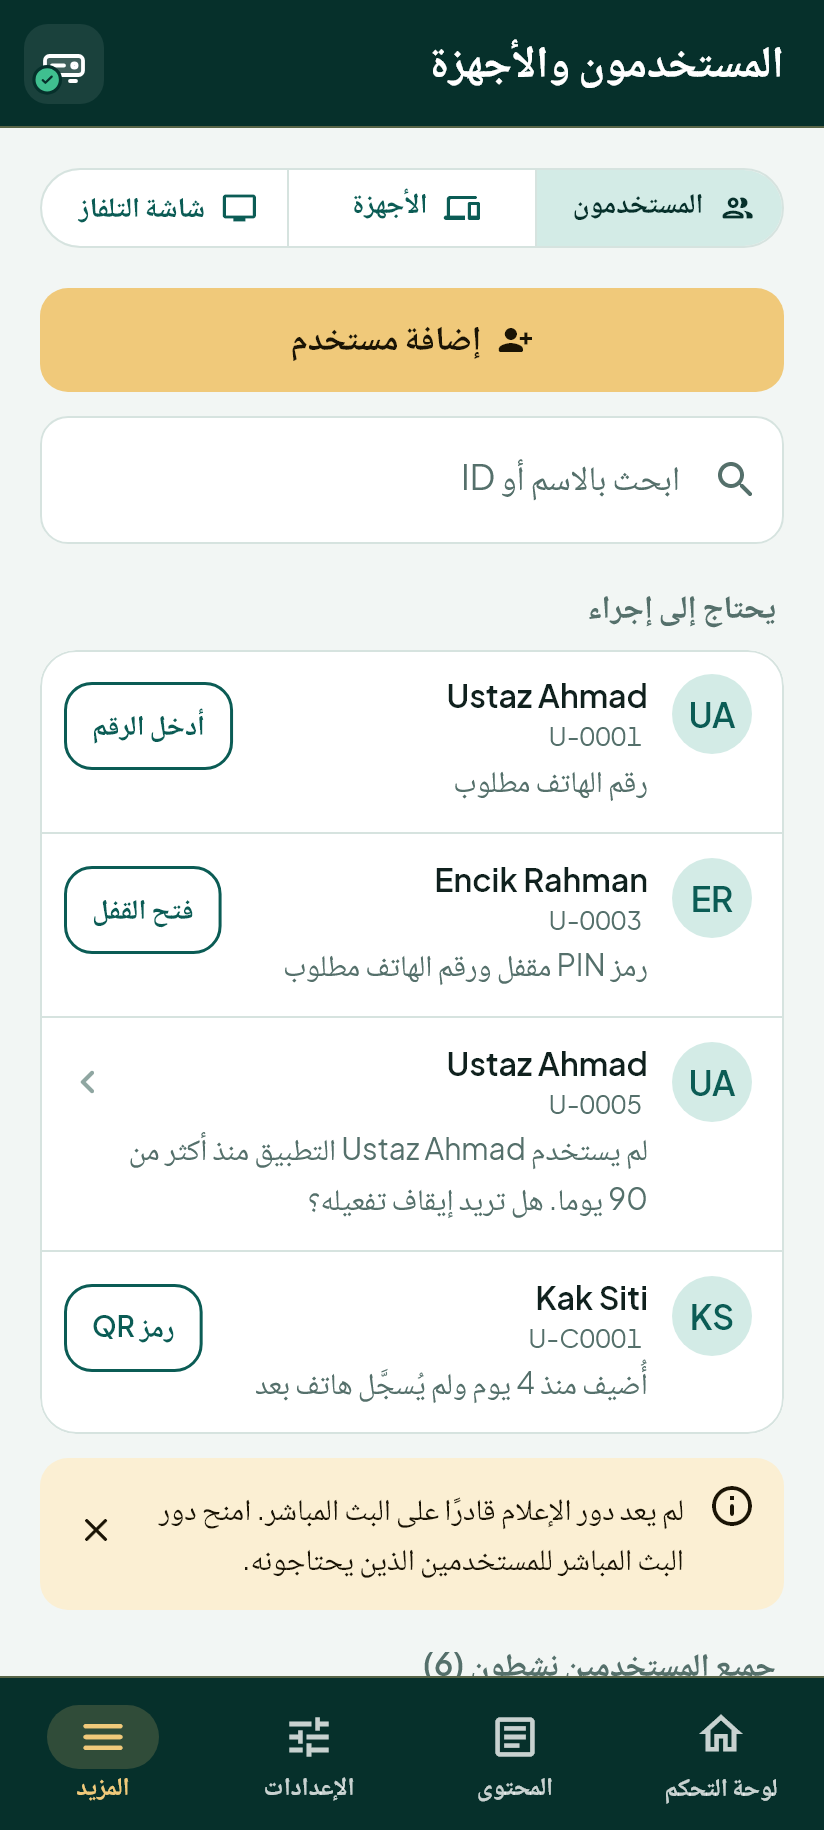 المستخدمون والأجهزة
المستخدمون
الأجهزة
شاشة التلفاز
إضافة مستخدم
ابحث بالاسم أو ID
يحتاج إلى إجراء
UA
Ustaz Ahmad
U-0001
رقم الهاتف مطلوب
أدخل الرقم
ER
Encik Rahman
U-0003
رمز PIN مقفل ورقم الهاتف مطلوب
فتح القفل
UA
Ustaz Ahmad
U-0005
لم يستخدم Ustaz Ahmad التطبيق منذ أكثر من
90 يوما. هل تريد إيقاف تفعيله؟
KS
Kak Siti
U-C0001
أُضيف منذ 4 يوم ولم يُسجَّل هاتف بعد
رمز QR
لم يعد دور الإعلام قادرًا على البث المباشر. امنح دور
البث المباشر للمستخدمين الذين يحتاجونه.
جميع المستخدمين نشطون (6)
لوحة التحكم
المحتوى
الإعدادات
المزيد